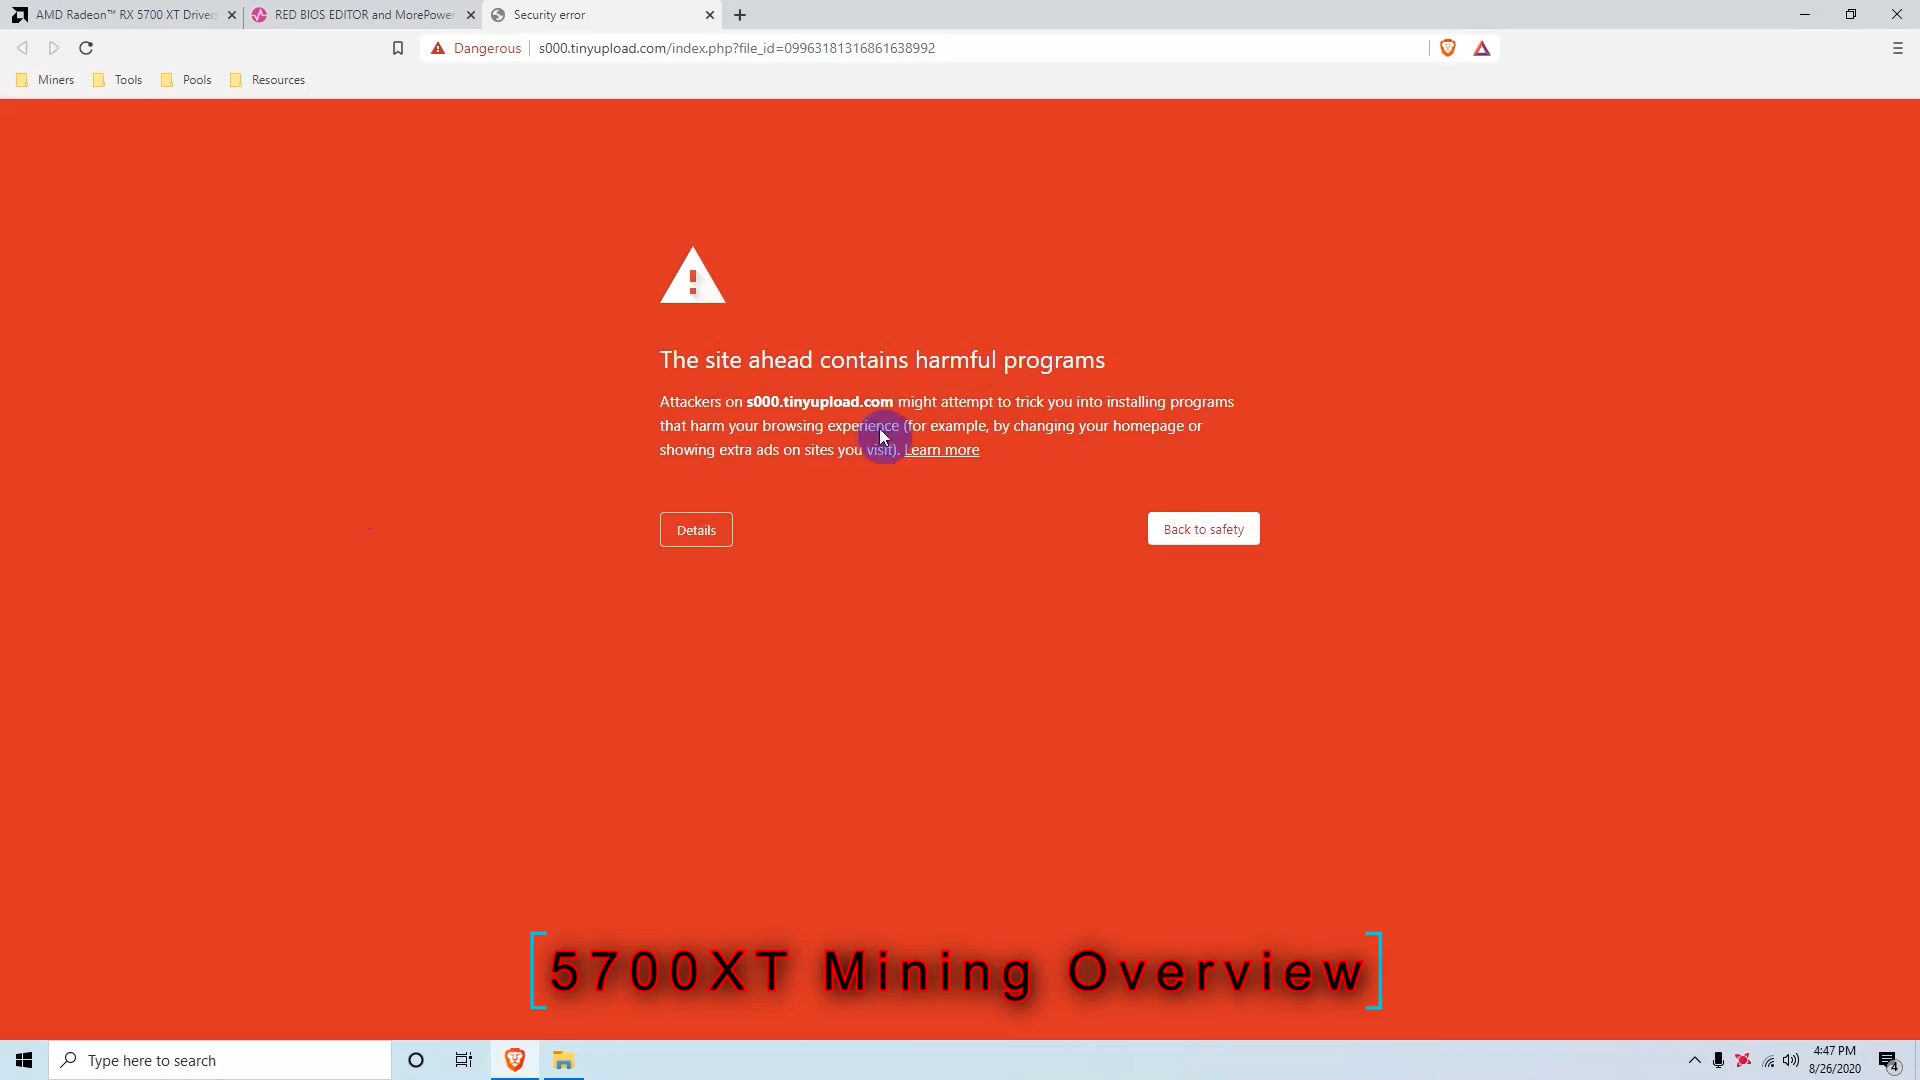 AMD Radeon™ RX 5700 XT Drivers
RED BIOS EDITOR and MorePower
Security error
Dangerous
s000.tinyupload.com/index.php?file_id=09963181316861638992
Miners
Tools
Pools
Resources
The site ahead contains harmful programs
Attackers on s000.tinyupload.com might attempt to trick you into installing programs
that harm your browsing experience (for example, by changing your homepage or
showing extra ads on sites you visit). Learn more
Details
Back to safety
5700XT Mining Overview
Type here to search
4:47 PM
8/26/2020
4